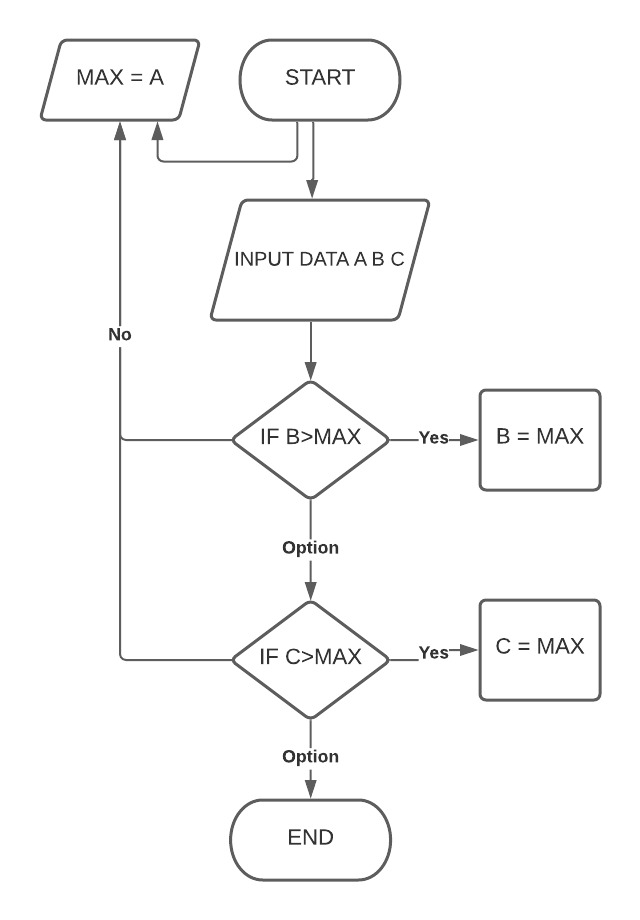 MAX = A
START
INPUT DATA A B C
No
IF B>MAX
Yes
B = MAX
Option
IF C>MAX
Yes
C = MAX
Option
END